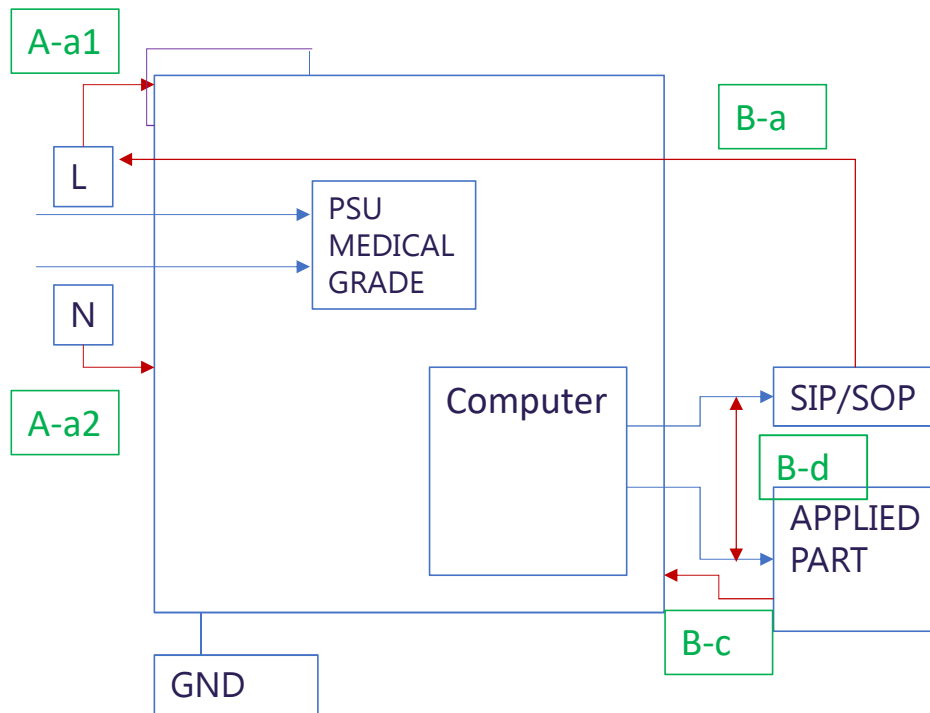 A-a1
B-a
L
PSU
MEDICAL
GRADE
N
Computer
SIP/SOP
A-a2
B-d
APPLIED
PART
B-c
GND